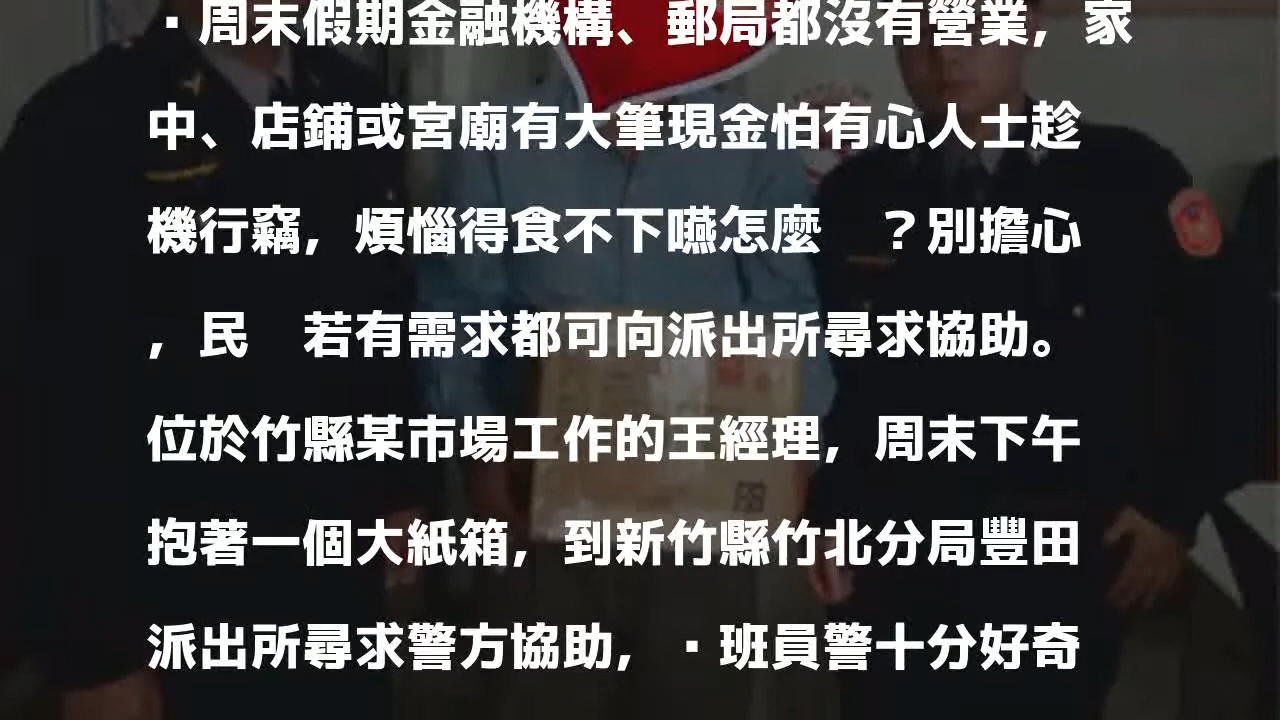 ·周末假期金融機構、郵局都沒有營業，家
中、店鋪或宮廟有大筆現金怕有心人士趁
機行竊，煩惱得食不下嚥怎麼　？別擔心
，民　若有需求都可向派出所尋求協助。
位於竹縣某市場工作的王經理，周末下午
抱著一個大紙箱，到新竹縣竹北分局豐田
派出所尋求警方協助，·班員警十分好奇